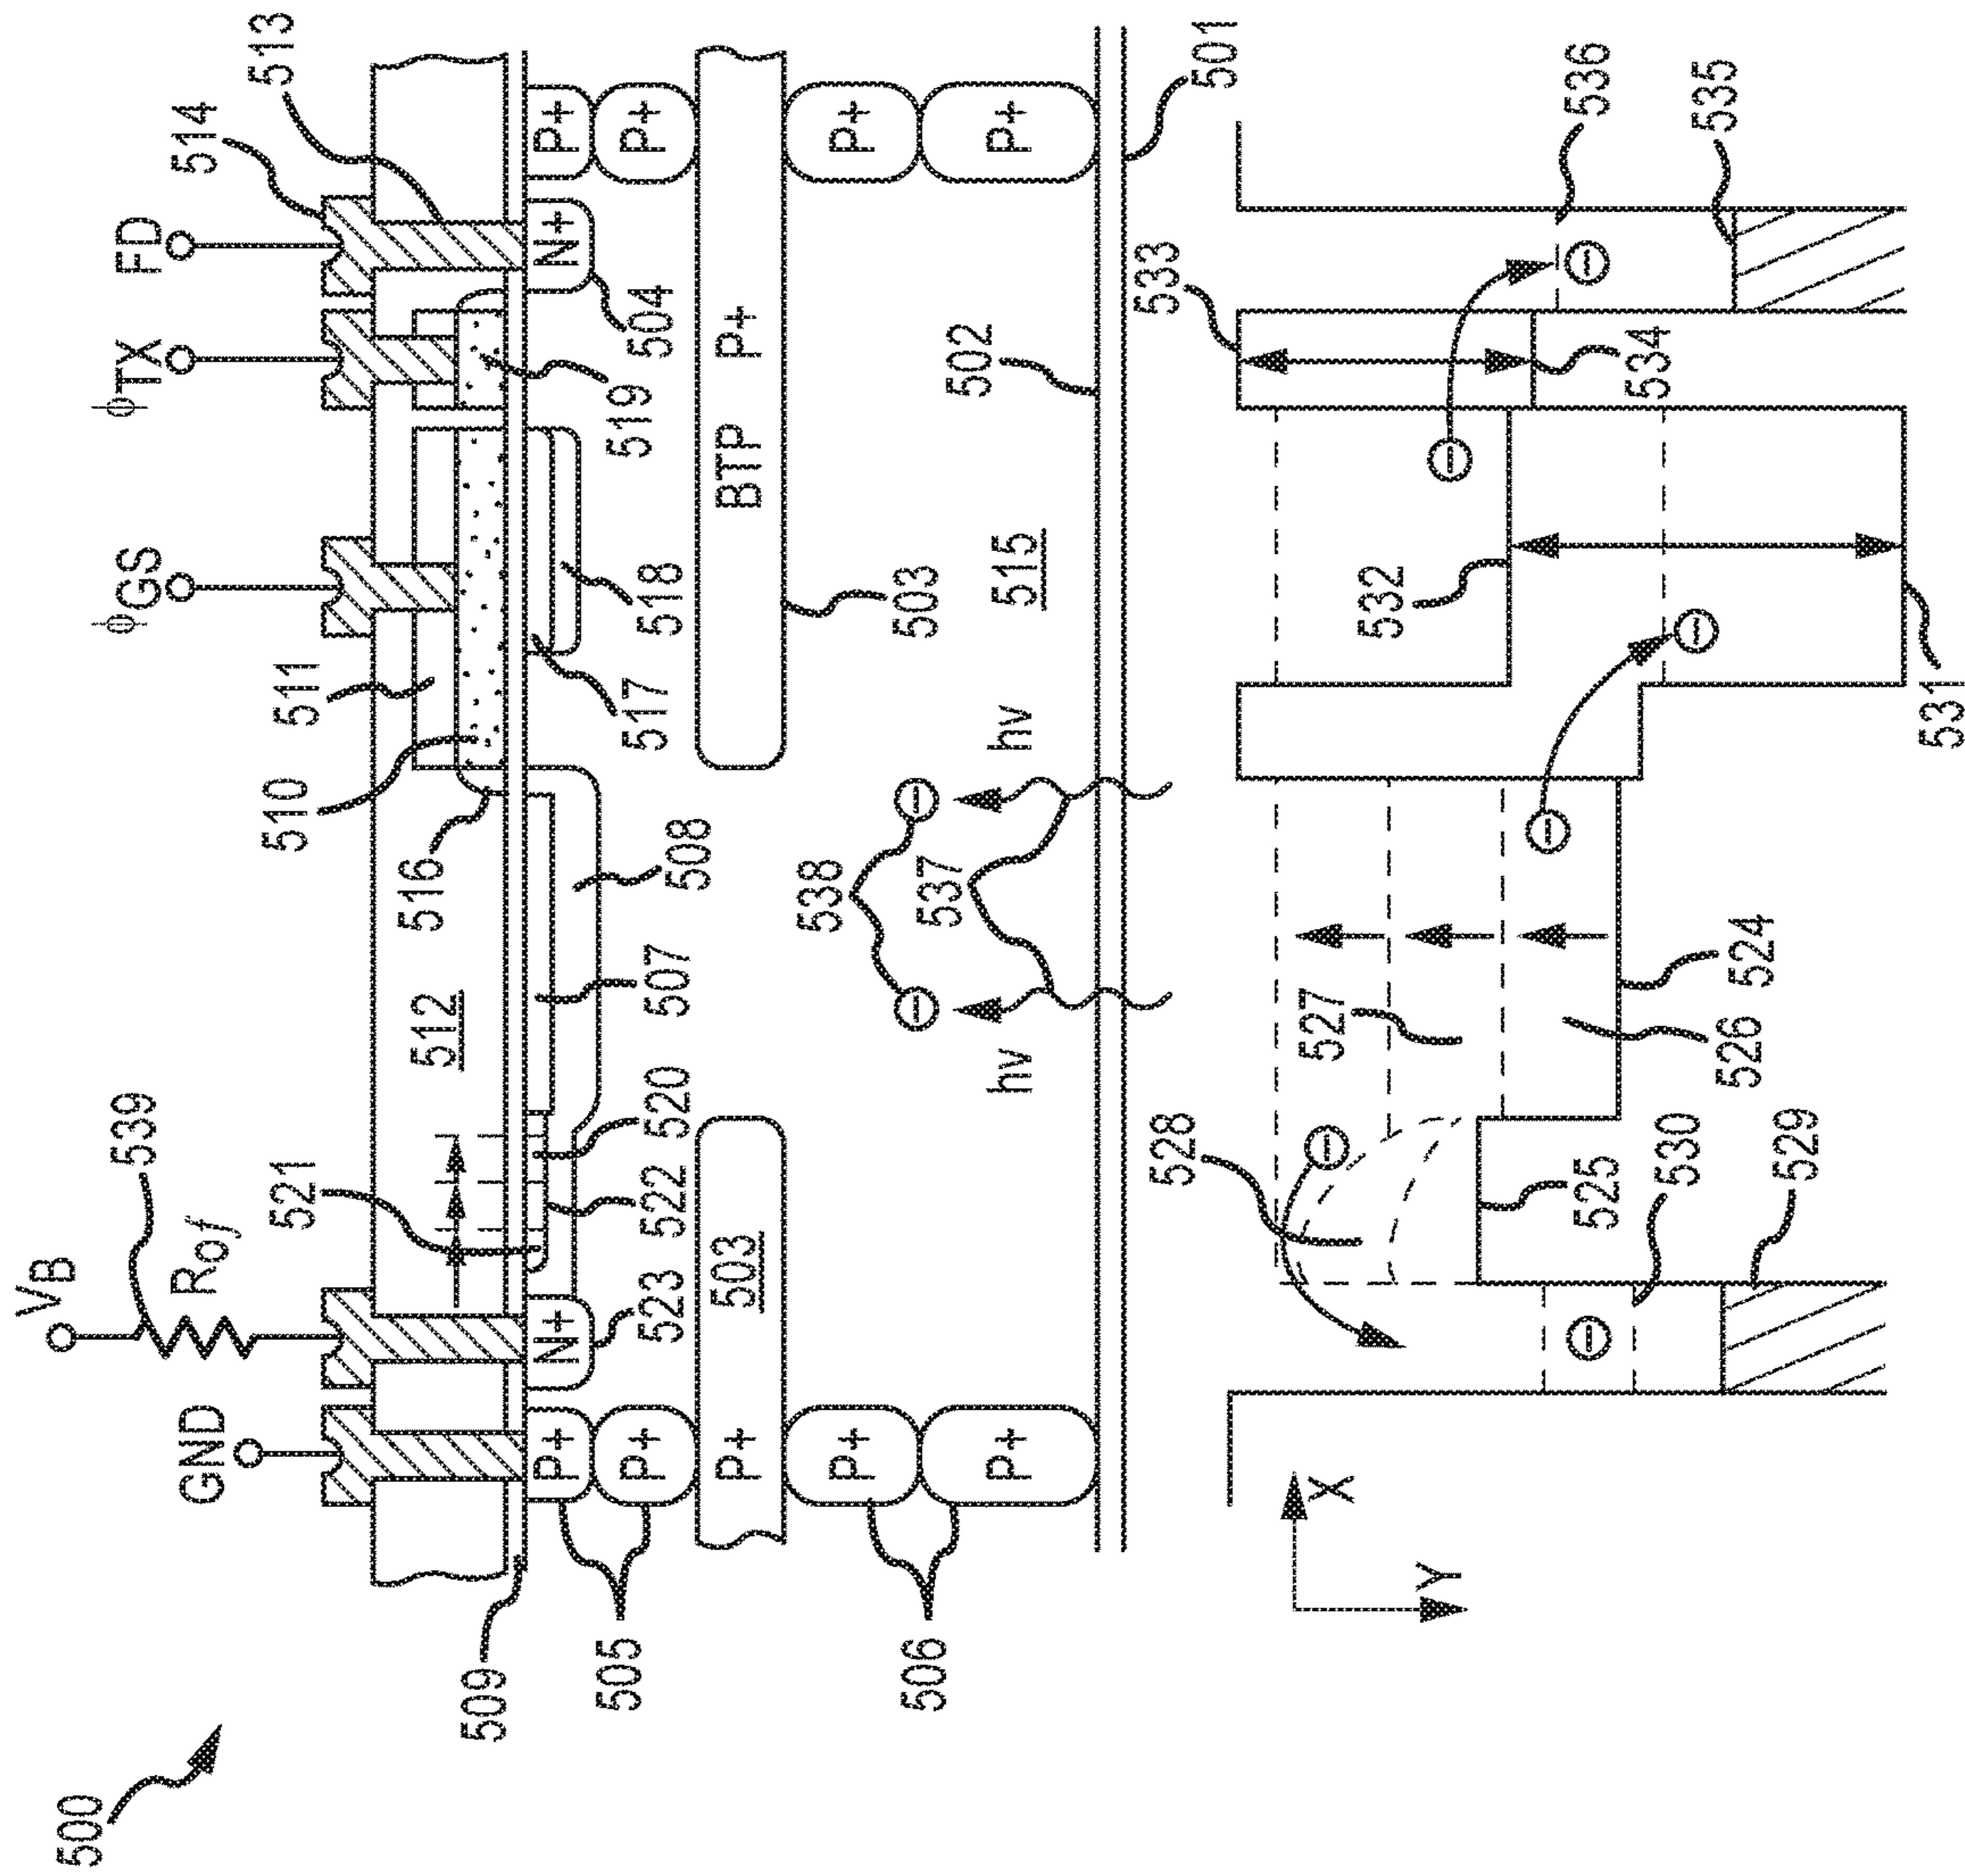 500
V_B
ϕGS
ϕTX
FD
539
R_of
GND
514
513
521
510
511
509
512
516
N+
P+
P+
N+
P+
505
P+
523
522
520
507
508
517
518
519
504
P+
P+
503
BTP
P+
506
P+
538
537
503
502
P+
P+
hv
hv
515
P+
501
533
528
527
532
X
Y
525
536
530
526
534
529
524
535
531